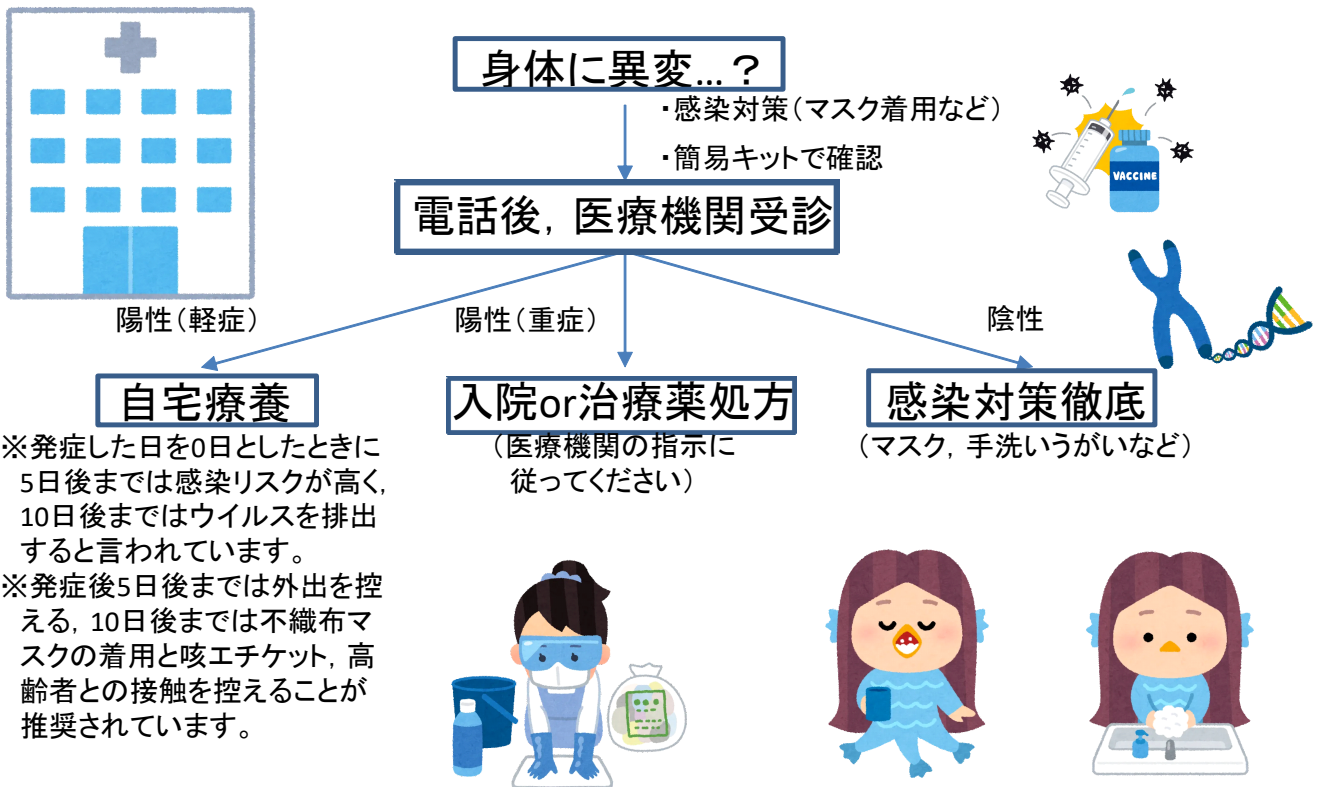 身体に異変…？
・感染対策（マスク着用など）
・簡易キットで確認
VACCINE
電話後，医療機関受診
陽性（軽症）
陽性（重症）
陰性
自宅療養
入院or治療薬処方
感染対策徹底
※発症した日を0日としたときに
5日後までは感染リスクが高く，
10日後まではウイルスを排出
すると言われています。
※発症後5日後までは外出を控
える，10日後までは不織布マ
スクの着用と咳エチケット，高
齢者との接触を控えることが
推奨されています。
（医療機関の指示に
従ってください）
（マスク，手洗いうがいなど）